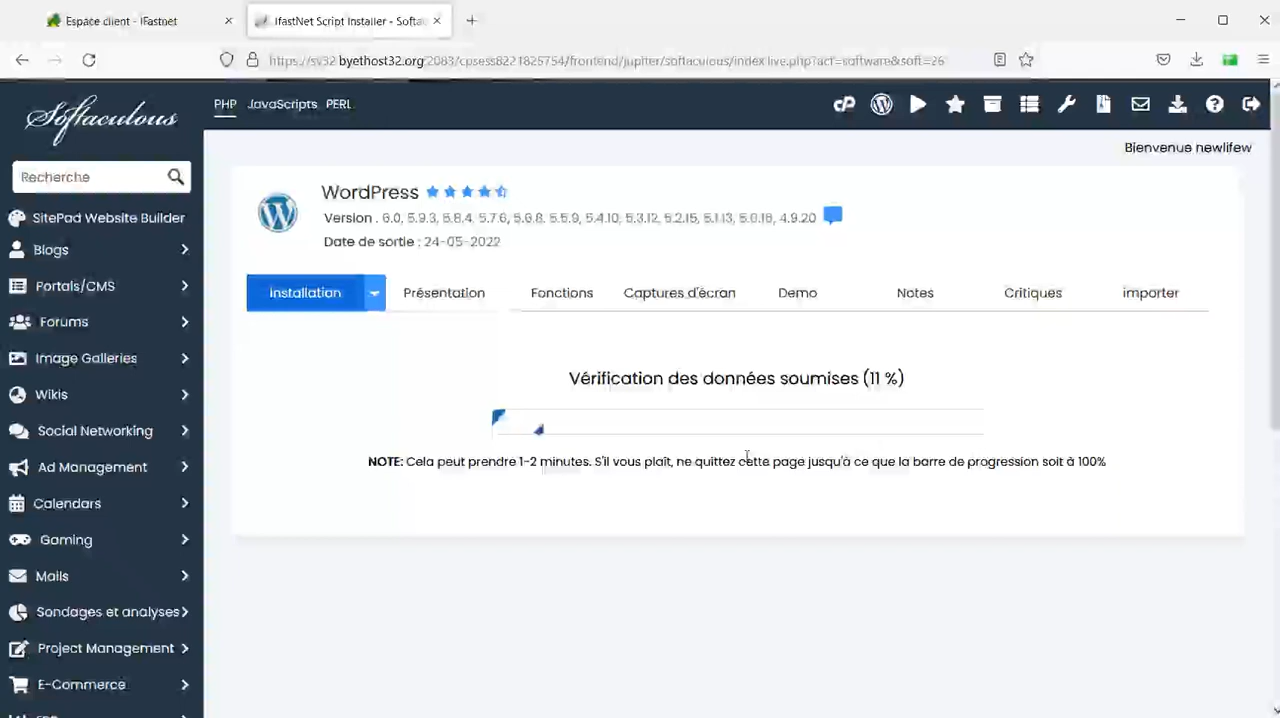 Espace client - iFastnet
iFastNet Script Installer - Softac
https://sv32.byethost32.org:2083/cpsess8221825754/frontend/jupiter/softaculous/index.live.php?act=software&soft=26
Softaculous
PHP JavaScripts PERL
Bienvenue newlifew
Recherche
SitePad Website Builder
Blogs
Portals/CMS
Forums
Image Galleries
Wikis
Social Networking
Ad Management
Calendars
Gaming
Mails
Sondages et analyses
Project Management
E-Commerce
WordPress
Version : 6.0, 5.9.3, 5.8.4, 5.7.6, 5.6.8, 5.5.9, 5.4.10, 5.3.12, 5.2.15, 5.1.13, 5.0.16, 4.9.20
Date de sortie : 24-05-2022
Installation Présentation Fonctions Captures d'écran Demo Notes Critiques importer
Vérification des données soumises (11 %)
NOTE: Cela peut prendre 1-2 minutes. S'il vous plaît, ne quittez cette page jusqu'à ce que la barre de progression soit à 100%